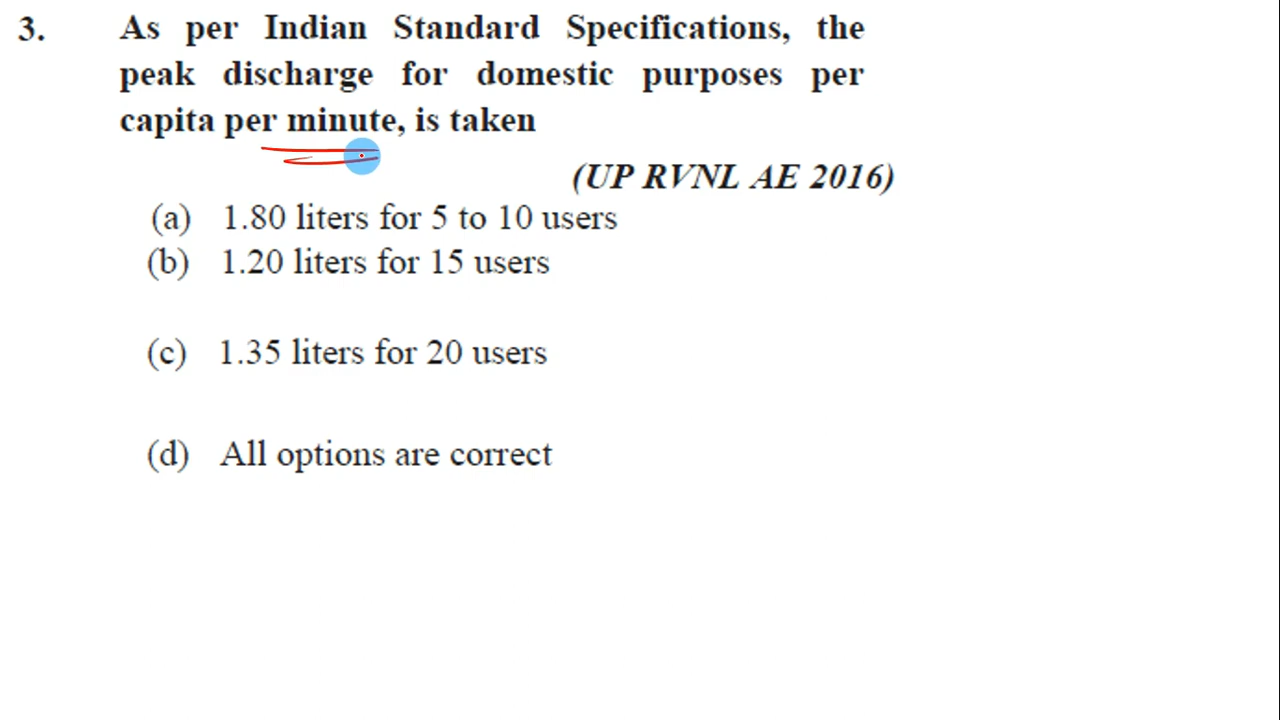 3. As per Indian Standard Specifications, the
peak discharge for domestic purposes per
capita per minute, is taken
(UP RVNL AE 2016)
(a) 1.80 liters for 5 to 10 users
(b) 1.20 liters for 15 users
(c) 1.35 liters for 20 users
(d) All options are correct